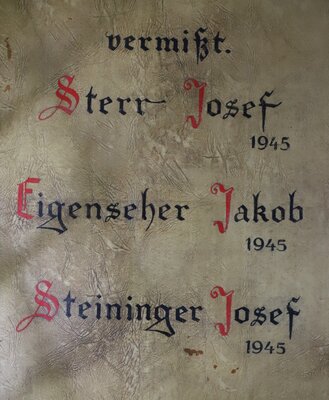 vermißt.
Sterr Josef
1945
Eigenseher Jakob
1945
Steininger Josef
1945